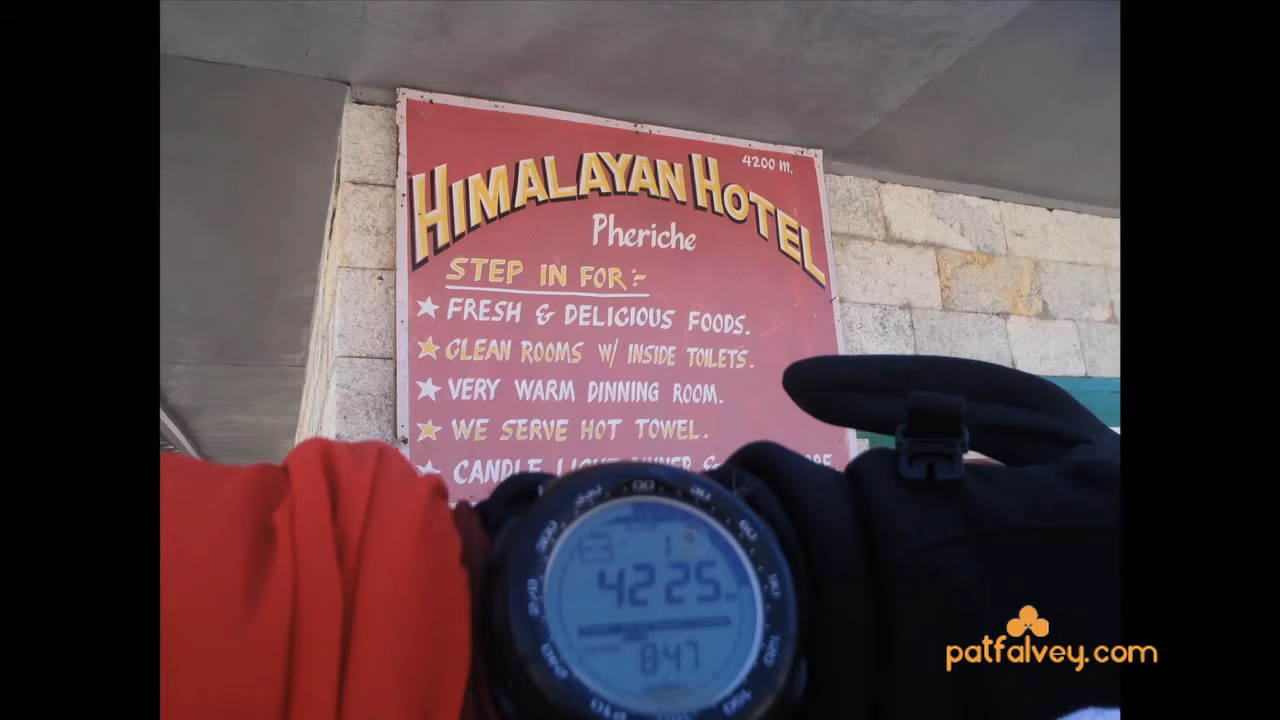 4200 M.
HIMALAYAN HOTEL
Pheriche
STEP IN FOR:-
★ FRESH & DELICIOUS FOODS.
★ CLEAN ROOMS W/ INSIDE TOILETS.
★ VERY WARM DINNING ROOM.
★ WE SERVE HOT TOWEL.
★ CANDLE
4225
847
patfalvey.com